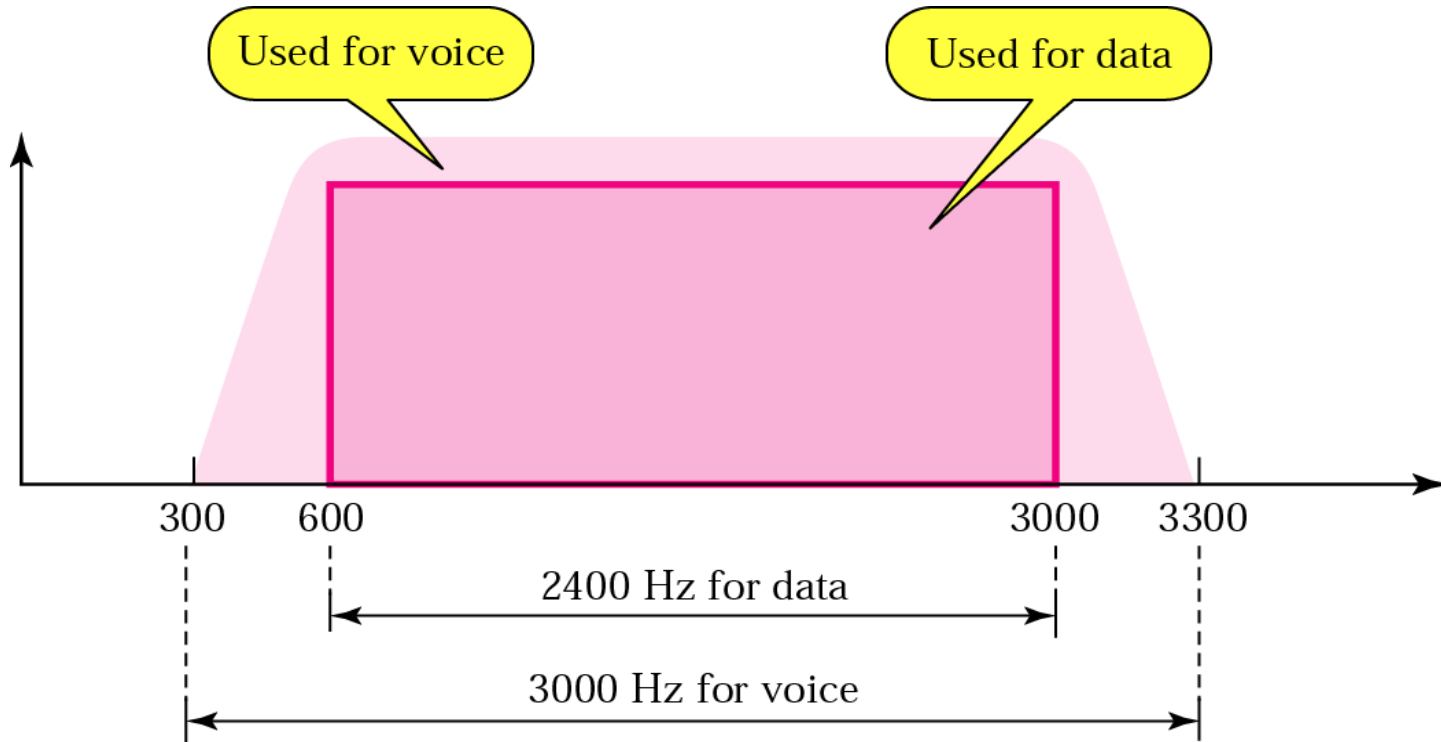 Used for voice
Used for data
300 600 3000 3300
2400 Hz for data
3000 Hz for voice